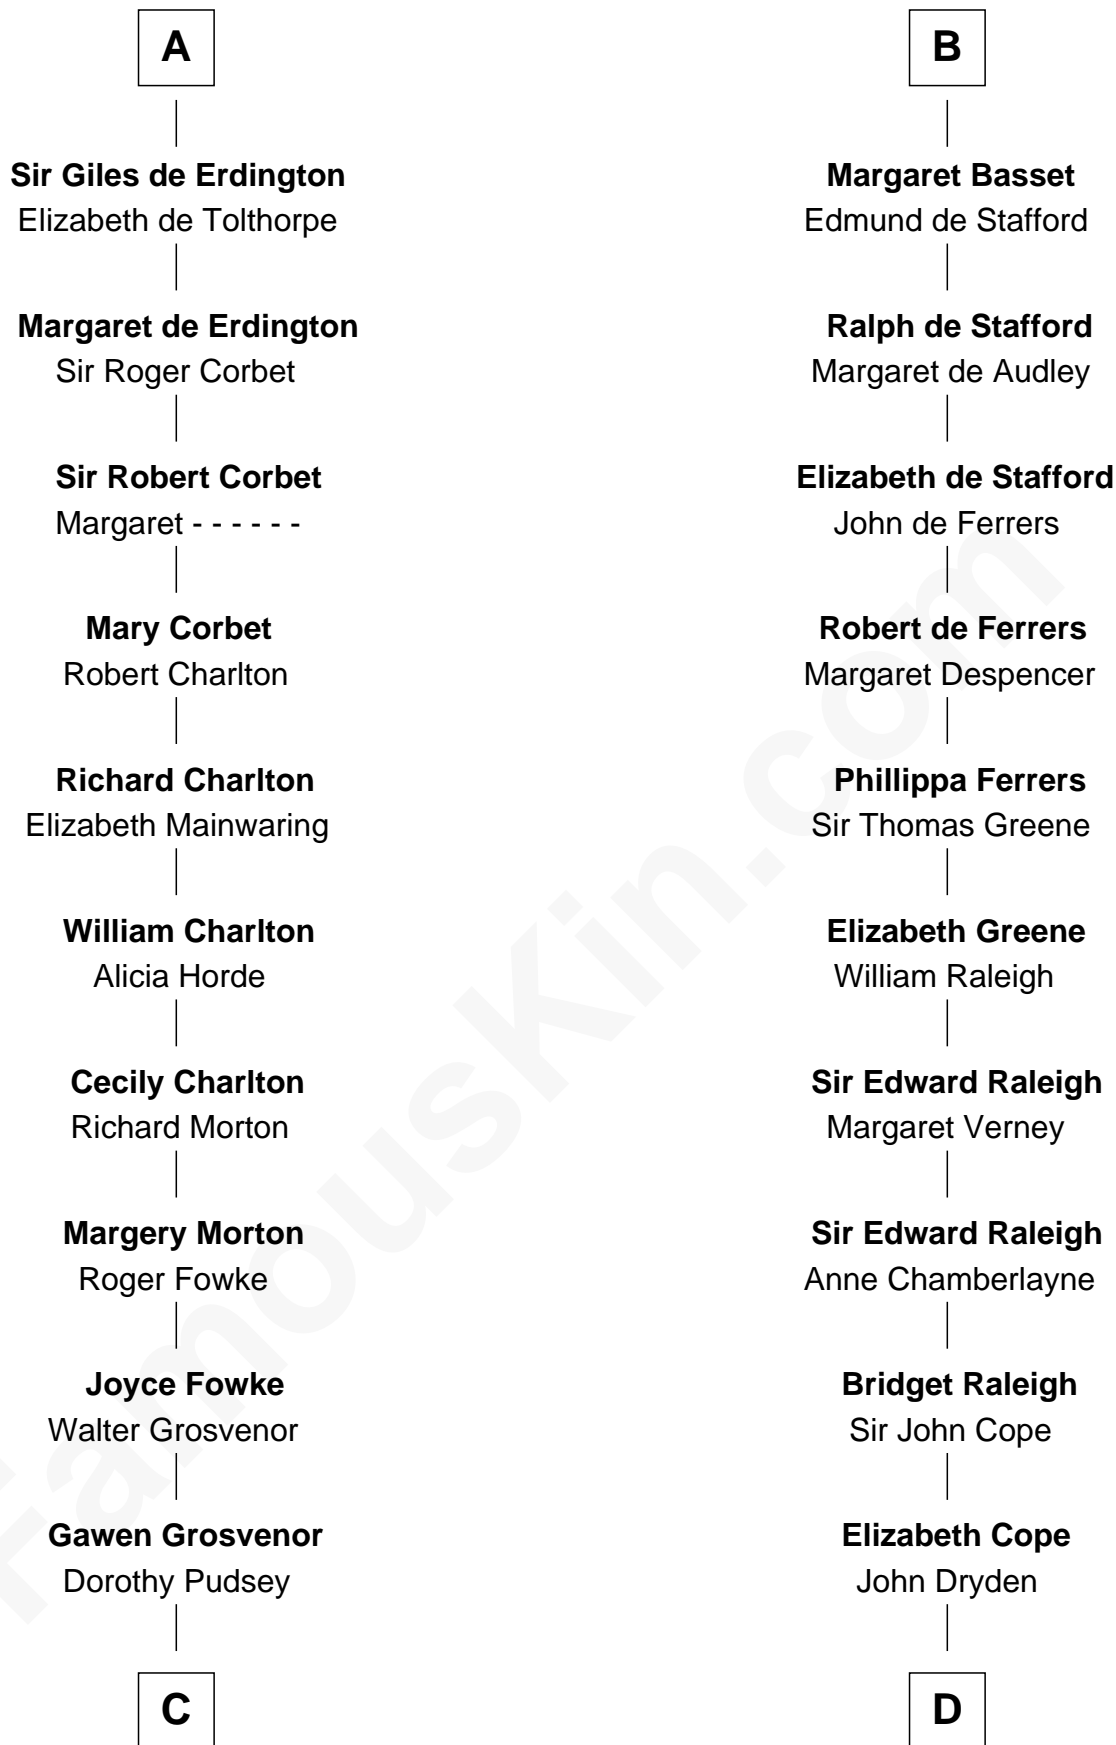 A
Sir Giles de Erdington
Elizabeth de Tolthorpe
Margaret de Erdington
Sir Roger Corbet
Sir Robert Corbet
Margaret - - - - - -
Mary Corbet
Robert Charlton
Richard Charlton
Elizabeth Mainwaring
William Charlton
Alicia Horde
Cecily Charlton
Richard Morton
Margery Morton
Roger Fowke
Joyce Fowke
Walter Grosvenor
Gawen Grosvenor
Dorothy Pudsey
C
B
Margaret Basset
Edmund de Stafford
Ralph de Stafford
Margaret de Audley
Elizabeth de Stafford
John de Ferrers
Robert de Ferrers
Margaret Despencer
Phillippa Ferrers
Sir Thomas Greene
Elizabeth Greene
William Raleigh
Sir Edward Raleigh
Margaret Verney
Sir Edward Raleigh
Anne Chamberlayne
Bridget Raleigh
Sir John Cope
Elizabeth Cope
John Dryden
D
FamousKin.com